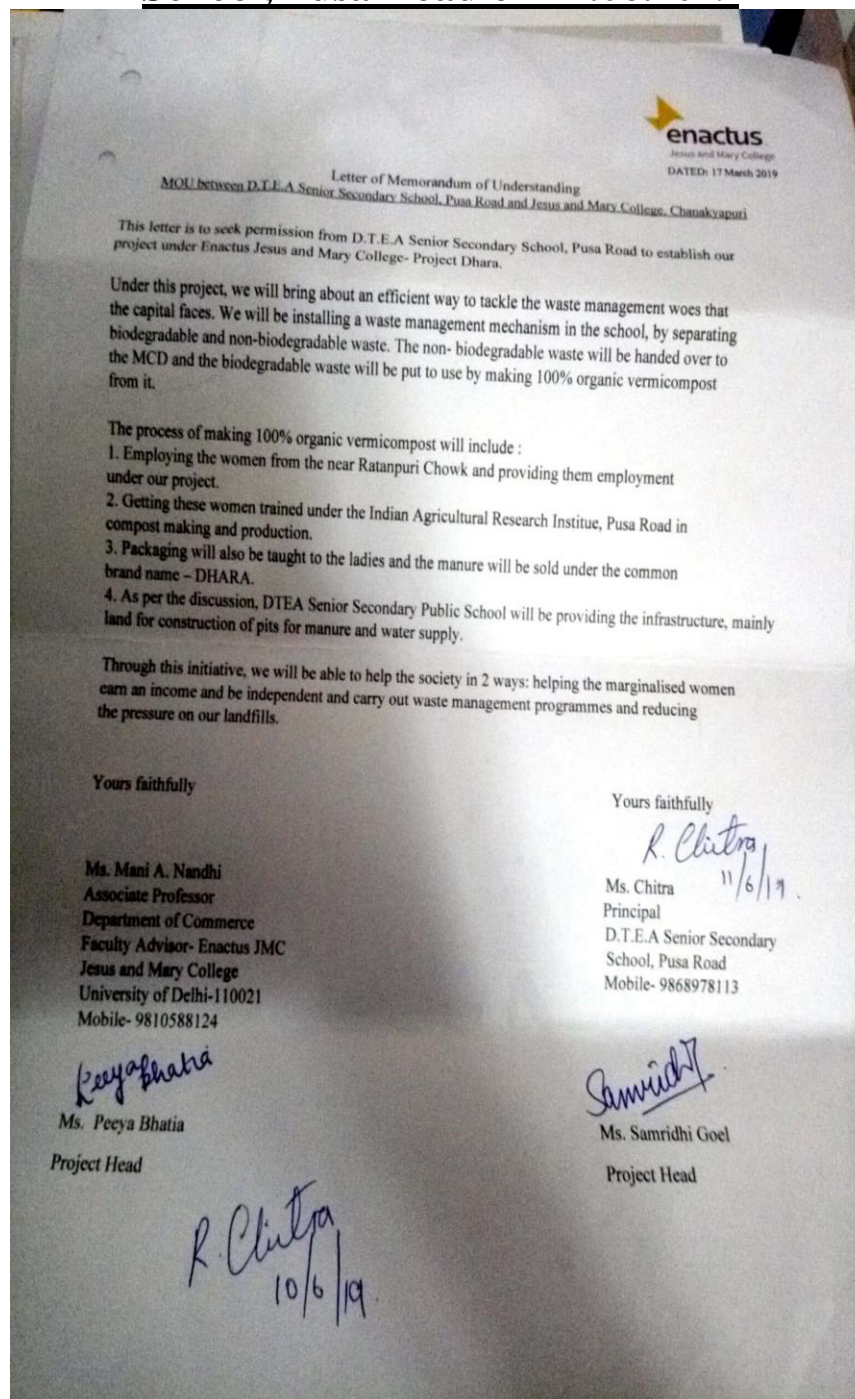 enactus
Jesus and Mary College
DATED: 17 March 2019
Letter of Memorandum of Understanding
MOU between D.T.E.A Senior Secondary School, Pusa Road and Jesus and Mary College, Chanakyapuri
This letter is to seek permission from D.T.E.A Senior Secondary School, Pusa Road to establish our
project under Enactus Jesus and Mary College- Project Dhara.
Under this project, we will bring about an efficient way to tackle the waste management woes that
the capital faces. We will be installing a waste management mechanism in the school, by separating
biodegradable and non-biodegradable waste. The non- biodegradable waste will be handed over to
the MCD and the biodegradable waste will be put to use by making 100% organic vermicompost
from it.
The process of making 100% organic vermicompost will include :
1. Employing the women from the near Ratanpuri Chowk and providing them employment
under our project.
2. Getting these women trained under the Indian Agricultural Research Institue, Pusa Road in
compost making and production.
3. Packaging will also be taught to the ladies and the manure will be sold under the common
brand name – DHARA.
4. As per the discussion, DTEA Senior Secondary Public School will be providing the infrastructure, mainly
land for construction of pits for manure and water supply.
Through this initiative, we will be able to help the society in 2 ways: helping the marginalised women
earn an income and be independent and carry out waste management programmes and reducing
the pressure on our landfills.
Yours faithfully
Ms. Mani A. Nandhi
Associate Professor
Department of Commerce
Faculty Advisor- Enactus JMC
Jesus and Mary College
University of Delhi-110021
Mobile- 9810588124
Peeya Bhatia
Ms. Peeya Bhatia
Project Head
Yours faithfully
R. Chitra
11/6/19.
Ms. Chitra
Principal
D.T.E.A Senior Secondary
School, Pusa Road
Mobile- 9868978113
Samridhi
Ms. Samridhi Goel
Project Head
R. Chitra
10/6/19.